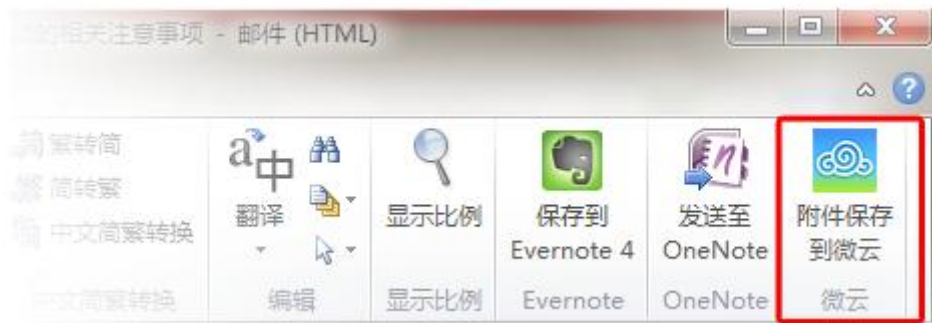 的相关注意事项 - 邮件 (HTML)
繁转简
简转繁
中文简繁转换
翻译
显示比例
保存到
Evernote 4
发送至
OneNote
附件保存
到微云
中文简繁转换
编辑
显示比例
Evernote
OneNote
微云